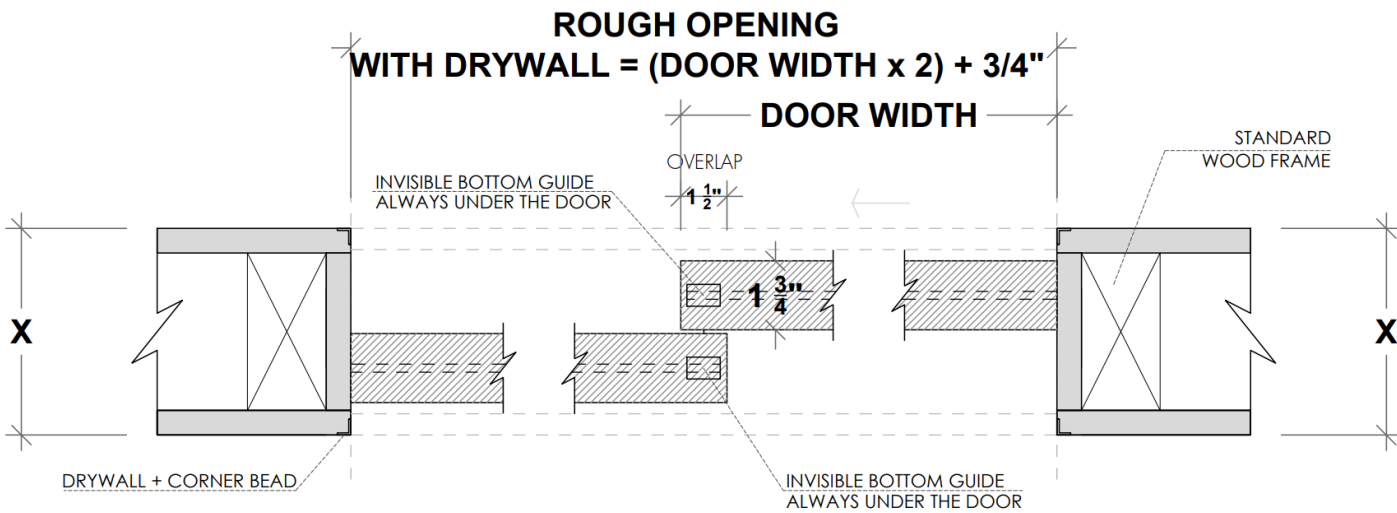 ROUGH OPENING
WITH DRYWALL = (DOOR WIDTH x 2) + 3/4"
DOOR WIDTH
STANDARD
WOOD FRAME
OVERLAP
1 1/2"
INVISIBLE BOTTOM GUIDE
ALWAYS UNDER THE DOOR
1 3/4"
X
X
DRYWALL + CORNER BEAD
INVISIBLE BOTTOM GUIDE
ALWAYS UNDER THE DOOR